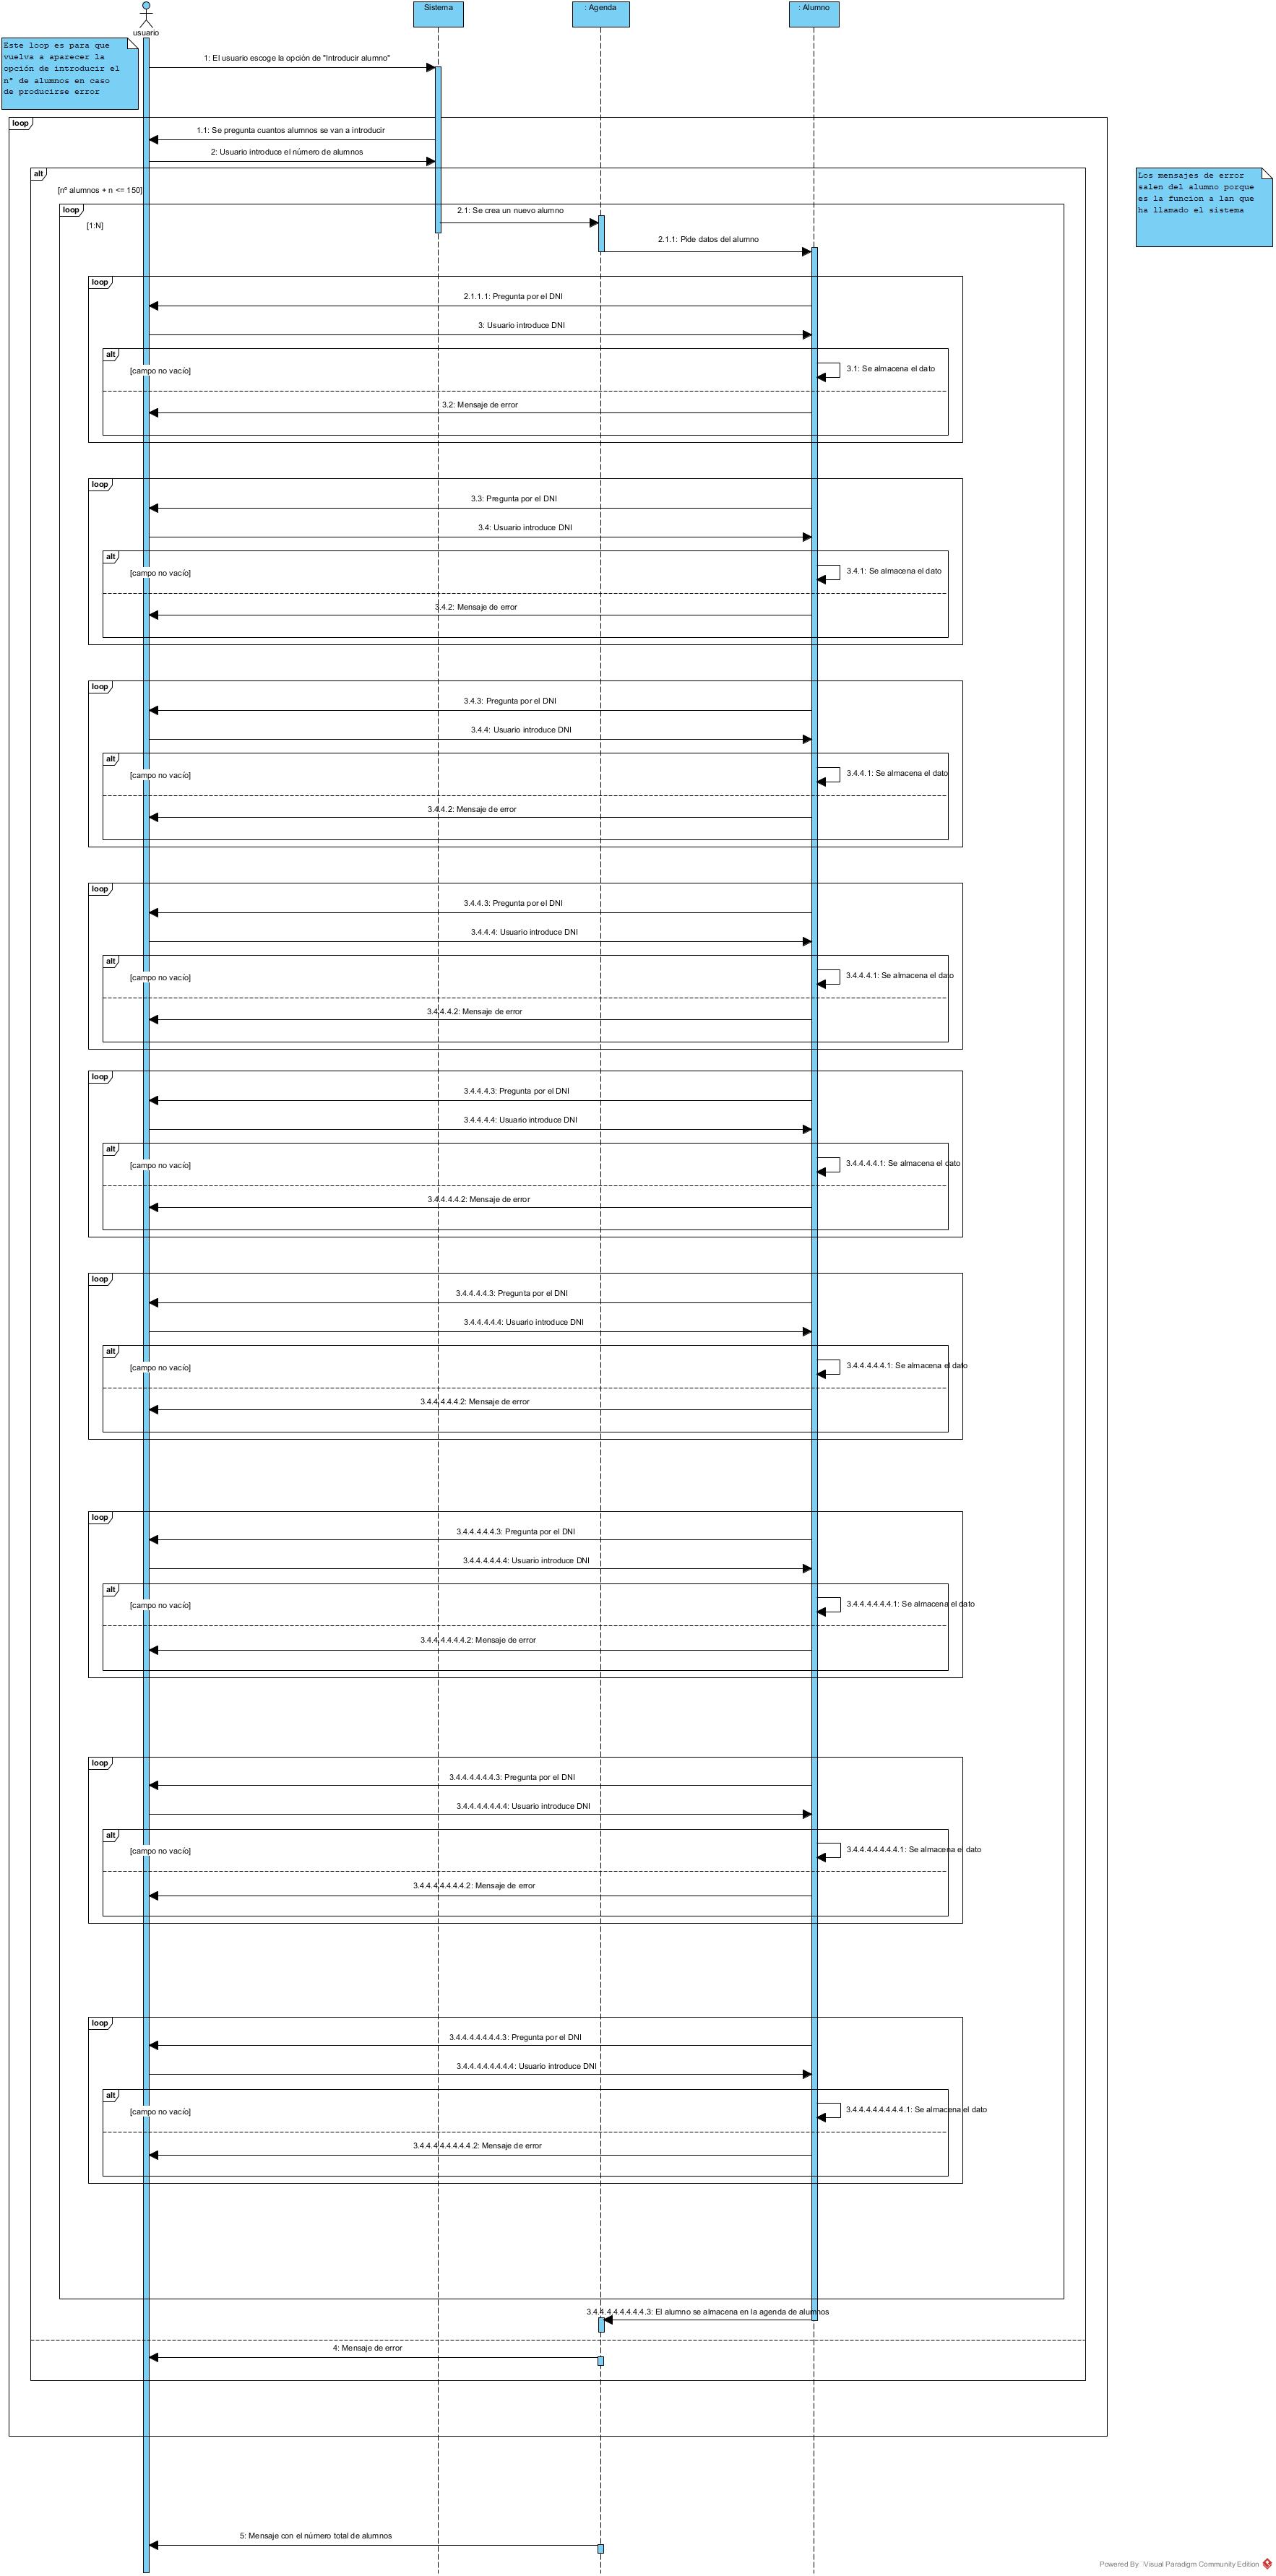 usuario
Sistema
: Agenda
: Alumno
Este loop es para que
vuelva a aparecer la
opción de introducir el
nº de alumnos en caso
de producirse error
1: El usuario escoge la opción de "Introducir alumno"
loop
1.1: Se pregunta cuantos alumnos se van a introducir
2: Usuario introduce el número de alumnos
alt
[nº alumnos + n <= 150]
Los mensajes de error
salen del alumno porque
es la funcion a lan que
ha llamado el sistema
loop
[1:N]
2.1: Se crea un nuevo alumno
2.1.1: Pide datos del alumno
loop
2.1.1.1: Pregunta por el DNI
3: Usuario introduce DNI
alt
[campo no vacío]
3.1: Se almacena el dato
3.2: Mensaje de error
loop
3.3: Pregunta por el DNI
3.4: Usuario introduce DNI
alt
[campo no vacío]
3.4.1: Se almacena el dato
3.4.2: Mensaje de error
loop
3.4.3: Pregunta por el DNI
3.4.4: Usuario introduce DNI
alt
[campo no vacío]
3.4.4.1: Se almacena el dato
3.4.4.2: Mensaje de error
loop
3.4.4.3: Pregunta por el DNI
3.4.4.4: Usuario introduce DNI
alt
[campo no vacío]
3.4.4.4.1: Se almacena el dato
3.4.4.4.2: Mensaje de error
loop
3.4.4.4.3: Pregunta por el DNI
3.4.4.4.4: Usuario introduce DNI
alt
[campo no vacío]
3.4.4.4.4.1: Se almacena el dato
3.4.4.4.4.2: Mensaje de error
loop
3.4.4.4.4.3: Pregunta por el DNI
3.4.4.4.4.4: Usuario introduce DNI
alt
[campo no vacío]
3.4.4.4.4.4.1: Se almacena el dato
3.4.4.4.4.4.2: Mensaje de error
loop
3.4.4.4.4.4.3: Pregunta por el DNI
3.4.4.4.4.4.4: Usuario introduce DNI
alt
[campo no vacío]
3.4.4.4.4.4.4.1: Se almacena el dato
3.4.4.4.4.4.4.2: Mensaje de error
loop
3.4.4.4.4.4.4.3: Pregunta por el DNI
3.4.4.4.4.4.4.4: Usuario introduce DNI
alt
[campo no vacío]
3.4.4.4.4.4.4.4.1: Se almacena el dato
3.4.4.4.4.4.4.4.2: Mensaje de error
loop
3.4.4.4.4.4.4.4.3: Pregunta por el DNI
3.4.4.4.4.4.4.4.4: Usuario introduce DNI
alt
[campo no vacío]
3.4.4.4.4.4.4.4.4.1: Se almacena el dato
3.4.4.4.4.4.4.4.4.2: Mensaje de error
3.4.4.4.4.4.4.4.4.3: El alumno se almacena en la agenda de alumnos
4: Mensaje de error
5: Mensaje con el número total de alumnos
Powered By Visual Paradigm Community Edition